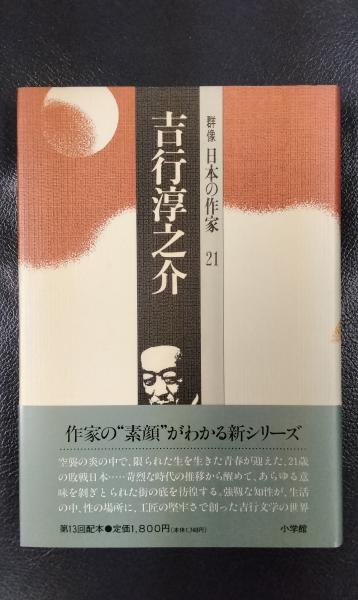 群像 日本の作家 21
吉行淳之介
作家の“素顔”がわかる新シリーズ
空襲の炎の中で、限られた生を生きた青春が迎えた、21歳
の敗戦日本‥‥苛烈な時代の推移から醒めて、あらゆる意
味を剝ぎとられた街の底を彷徨する。強靱な知性が、生活
の中、性の場所に、工匠の堅牢さで創った吉行文学の世界
第13回配本●定価1,800円(本体1,748円)
小学館